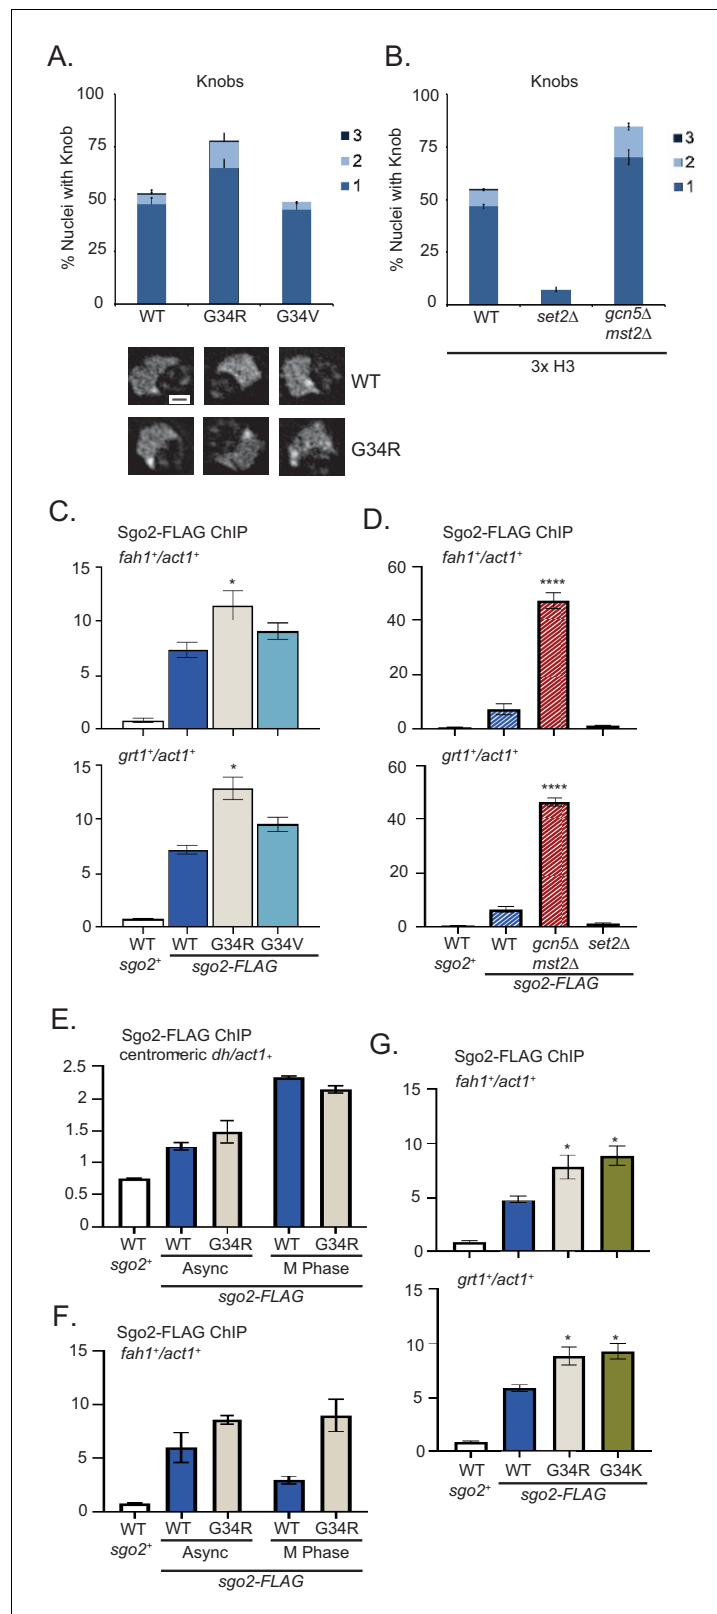 A.
Knobs
% Nuclei with Knob
100
75
50
25
0
3
2
1
WT G34R G34V
WT
G34R
B.
Knobs
% Nuclei with Knob
100
75
50
25
0
3
2
1
WT set2Δ gcn5Δ
mst2Δ
3x H3
C.
Sgo2-FLAG ChIP
fah1⁺/act1⁺
15
10
5
0
*
grt1⁺/act1⁺
15
10
5
0
*
WT WT G34R G34V
sgo2⁺ sgo2-FLAG
D.
Sgo2-FLAG ChIP
fah1⁺/act1⁺
60
40
20
0
****
grt1⁺/act1⁺
60
40
20
0
****
WT WT gcn5Δ set2Δ
sgo2⁺ mst2Δ
sgo2-FLAG
E.
Sgo2-FLAG ChIP
centromeric dh/act1+
2.5
2
1.5
1
0.5
0
WT WT G34R WT G34R
sgo2⁺ Async M Phase
sgo2-FLAG
F.
Sgo2-FLAG ChIP
fah1⁺/act1⁺
15
10
5
0
WT WT G34R WT G34R
sgo2⁺ Async M Phase
sgo2-FLAG
G.
Sgo2-FLAG ChIP
fah1⁺/act1⁺
15
10
5
0
* *
grt1⁺/act1⁺
15
10
5
0
* *
WT WT G34R G34K
sgo2⁺ sgo2-FLAG